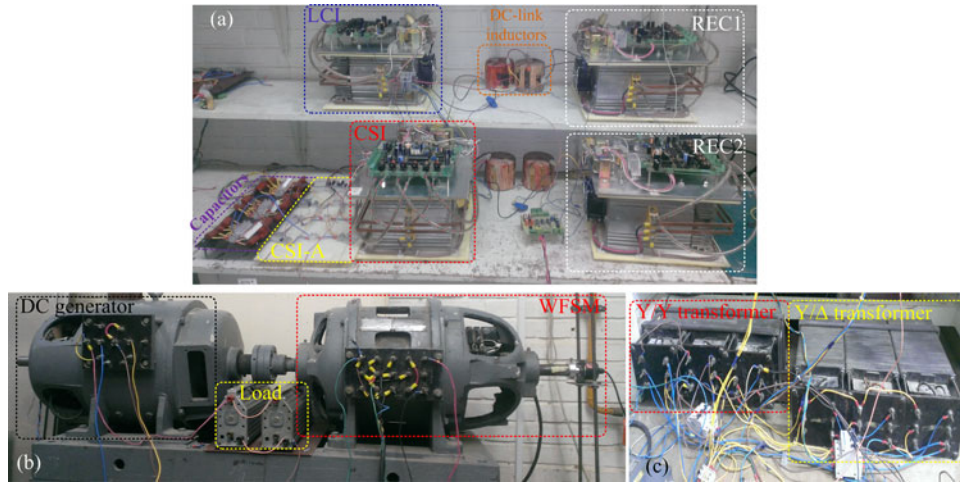 (a)
LCI
DC-link
inductors
REC1
CSI
REC2
Capacitors
CSI-A
DC generator
WFSM
Load
(b)
Y/Y transformer
Y/Δ transformer
(c)